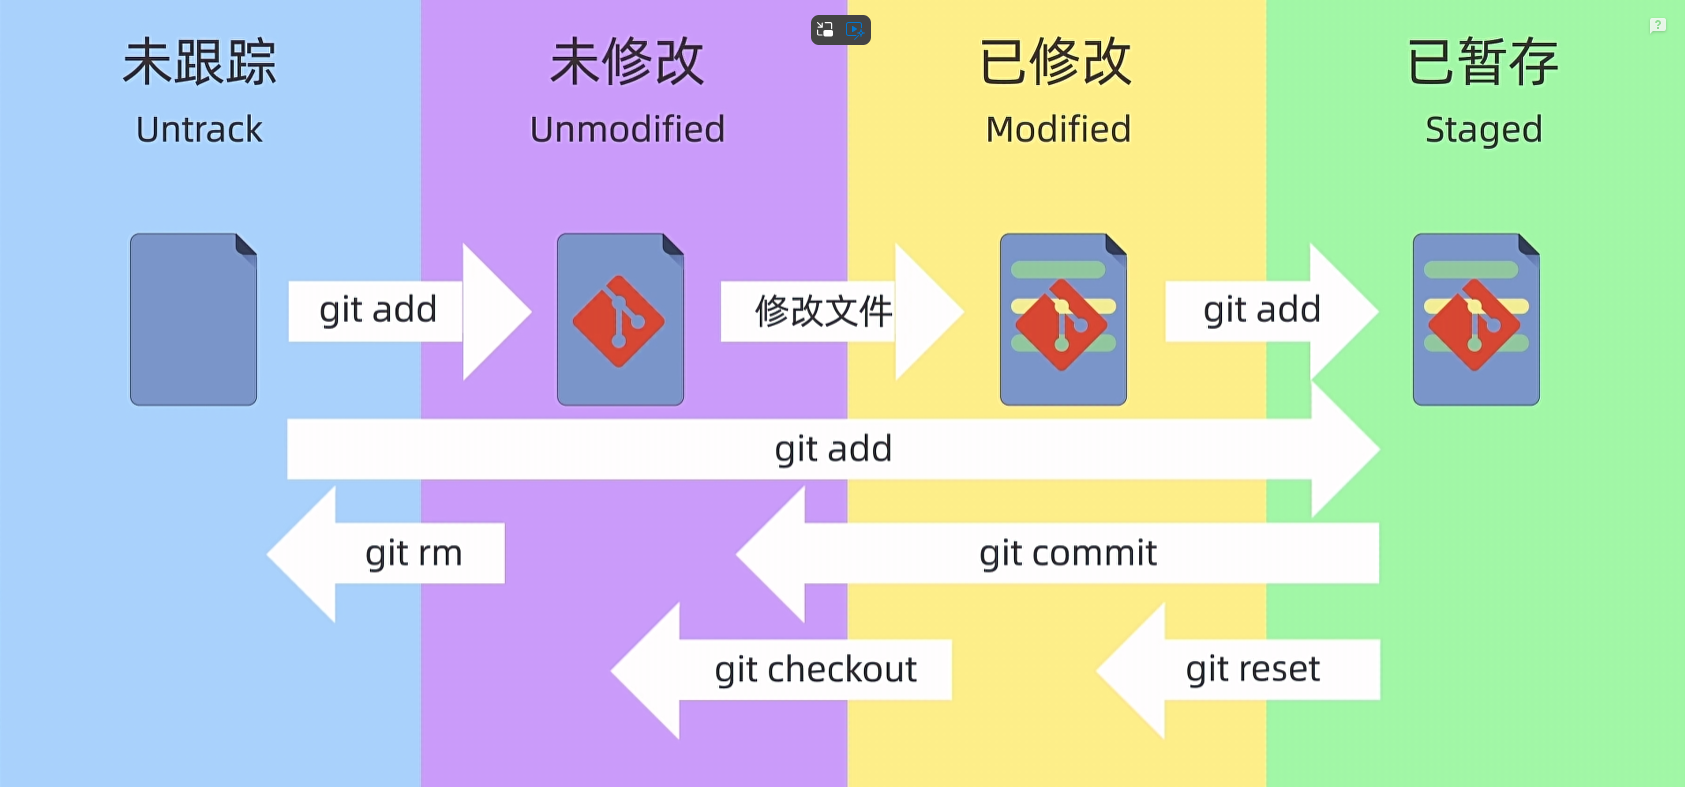 未跟踪
Untrack
未修改
Unmodified
已修改
Modified
已暂存
Staged
git add
修改文件
git add
git add
git rm
git commit
git checkout
git reset
?